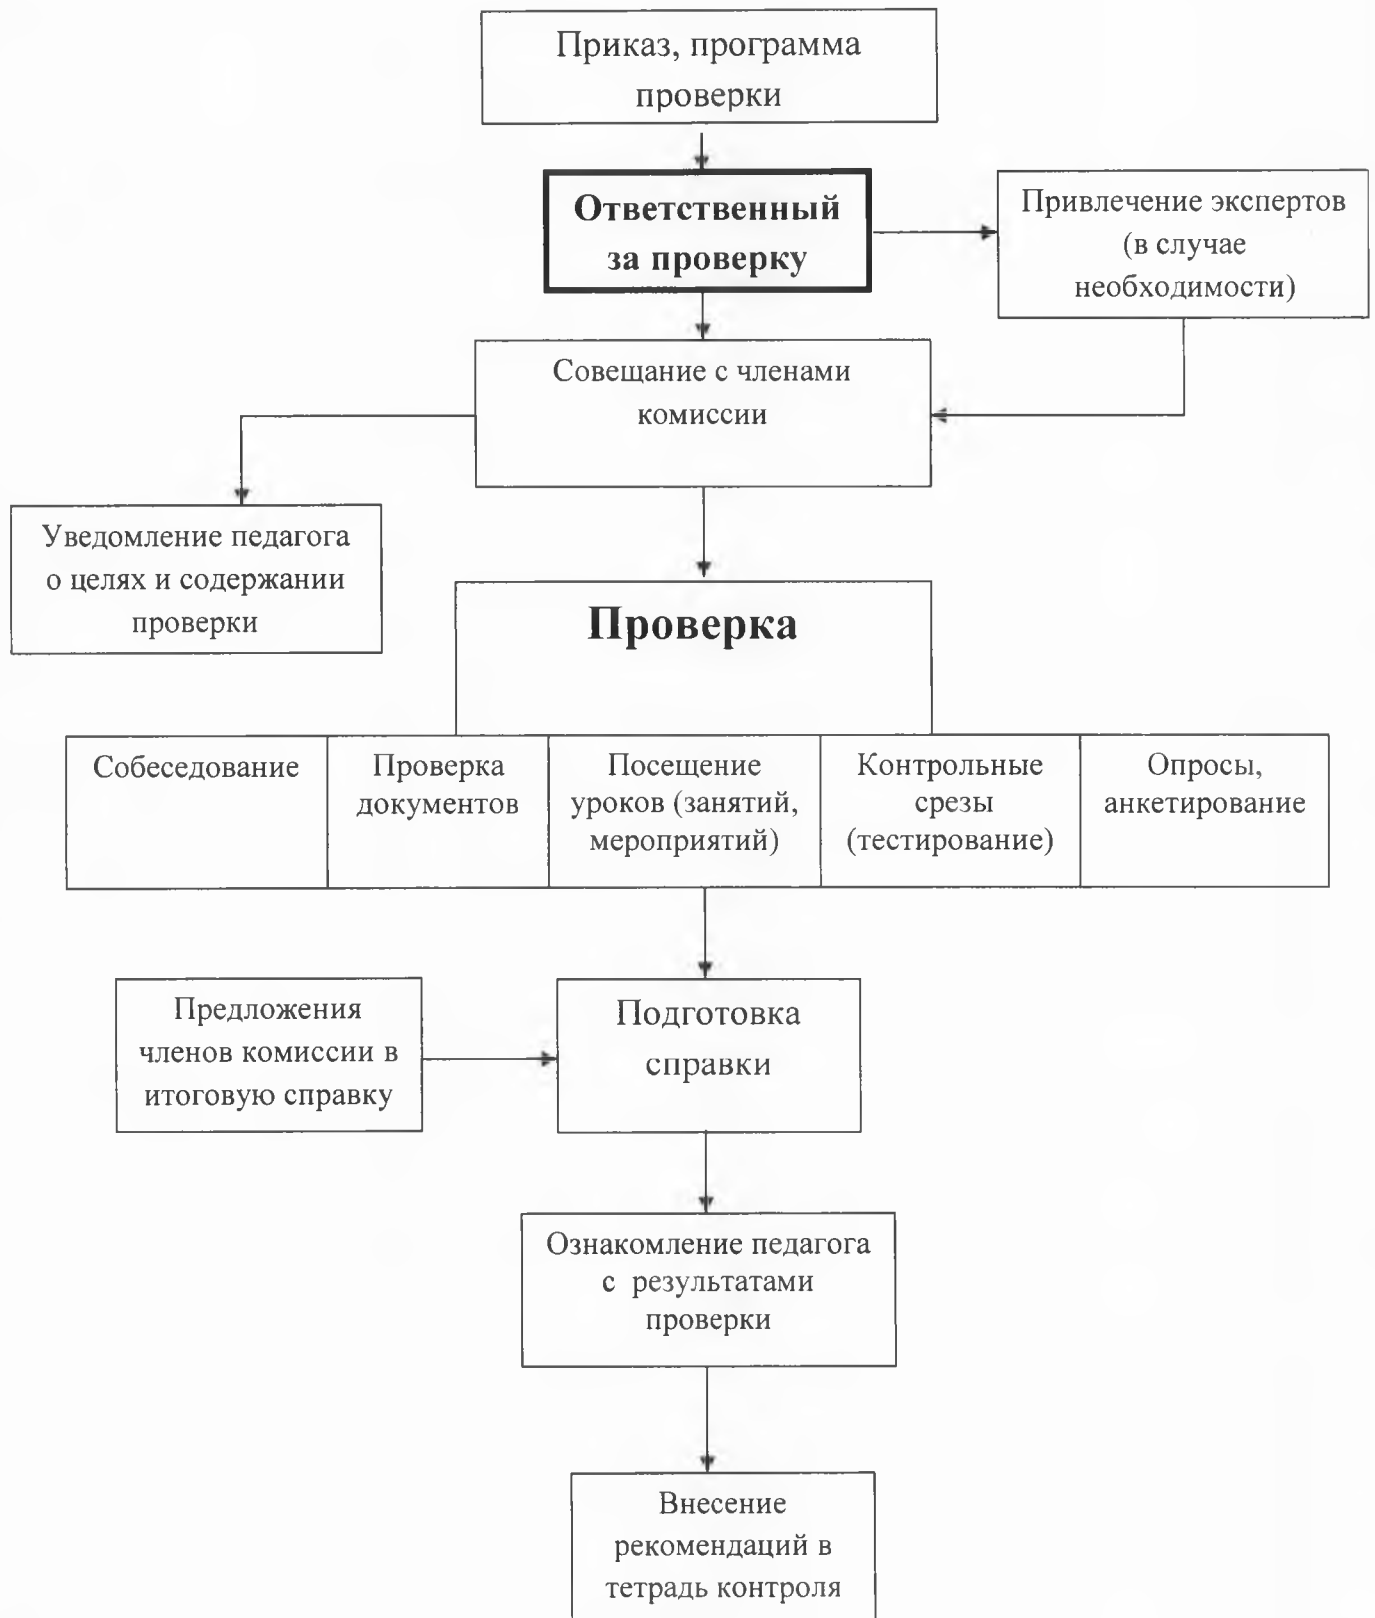 Приказ, программа
проверки
Ответственный
за проверку
Привлечение экспертов
(в случае
необходимости)
Совещание с членами
комиссии
Уведомление педагога
о целях и содержании
проверки
Проверка
Собеседование
Проверка
документов
Посещение
уроков (занятий,
мероприятий)
Контрольные
срезы
(тестирование)
Опросы,
анкетирование
Предложения
членов комиссии в
итоговую справку
Подготовка
справки
Ознакомление педагога
с результатами
проверки
Внесение
рекомендаций в
тетрадь контроля